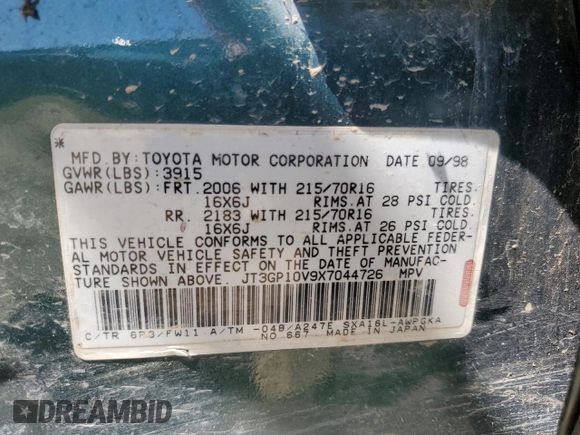 * MFD.BY:TOYOTA MOTOR CORPORATION DATE 09/98
GVWR(LBS):3915
GAWR(LBS):FRT.2006 WITH 215/70R16 TIRES.
16X6J RIMS.AT 28 PSI COLD.
RR. 2183 WITH 215/70R16 TIRES.
16X6J RIMS.AT 26 PSI COLD.
THIS VEHICLE CONFORMS TO ALL APPLICABLE FEDER-
AL MOTOR VEHICLE SAFETY AND THEFT PREVENTION
STANDARDS IN EFFECT ON THE DATE OF MANUFAC-
TURE SHOWN ABOVE. JT3GP10V9X7044726 MPV
C/TR 6P3/FW11 A/TM -04B/A247E SXA16L-AWPGKA
NO.667 MADE IN JAPAN
DREAMBID